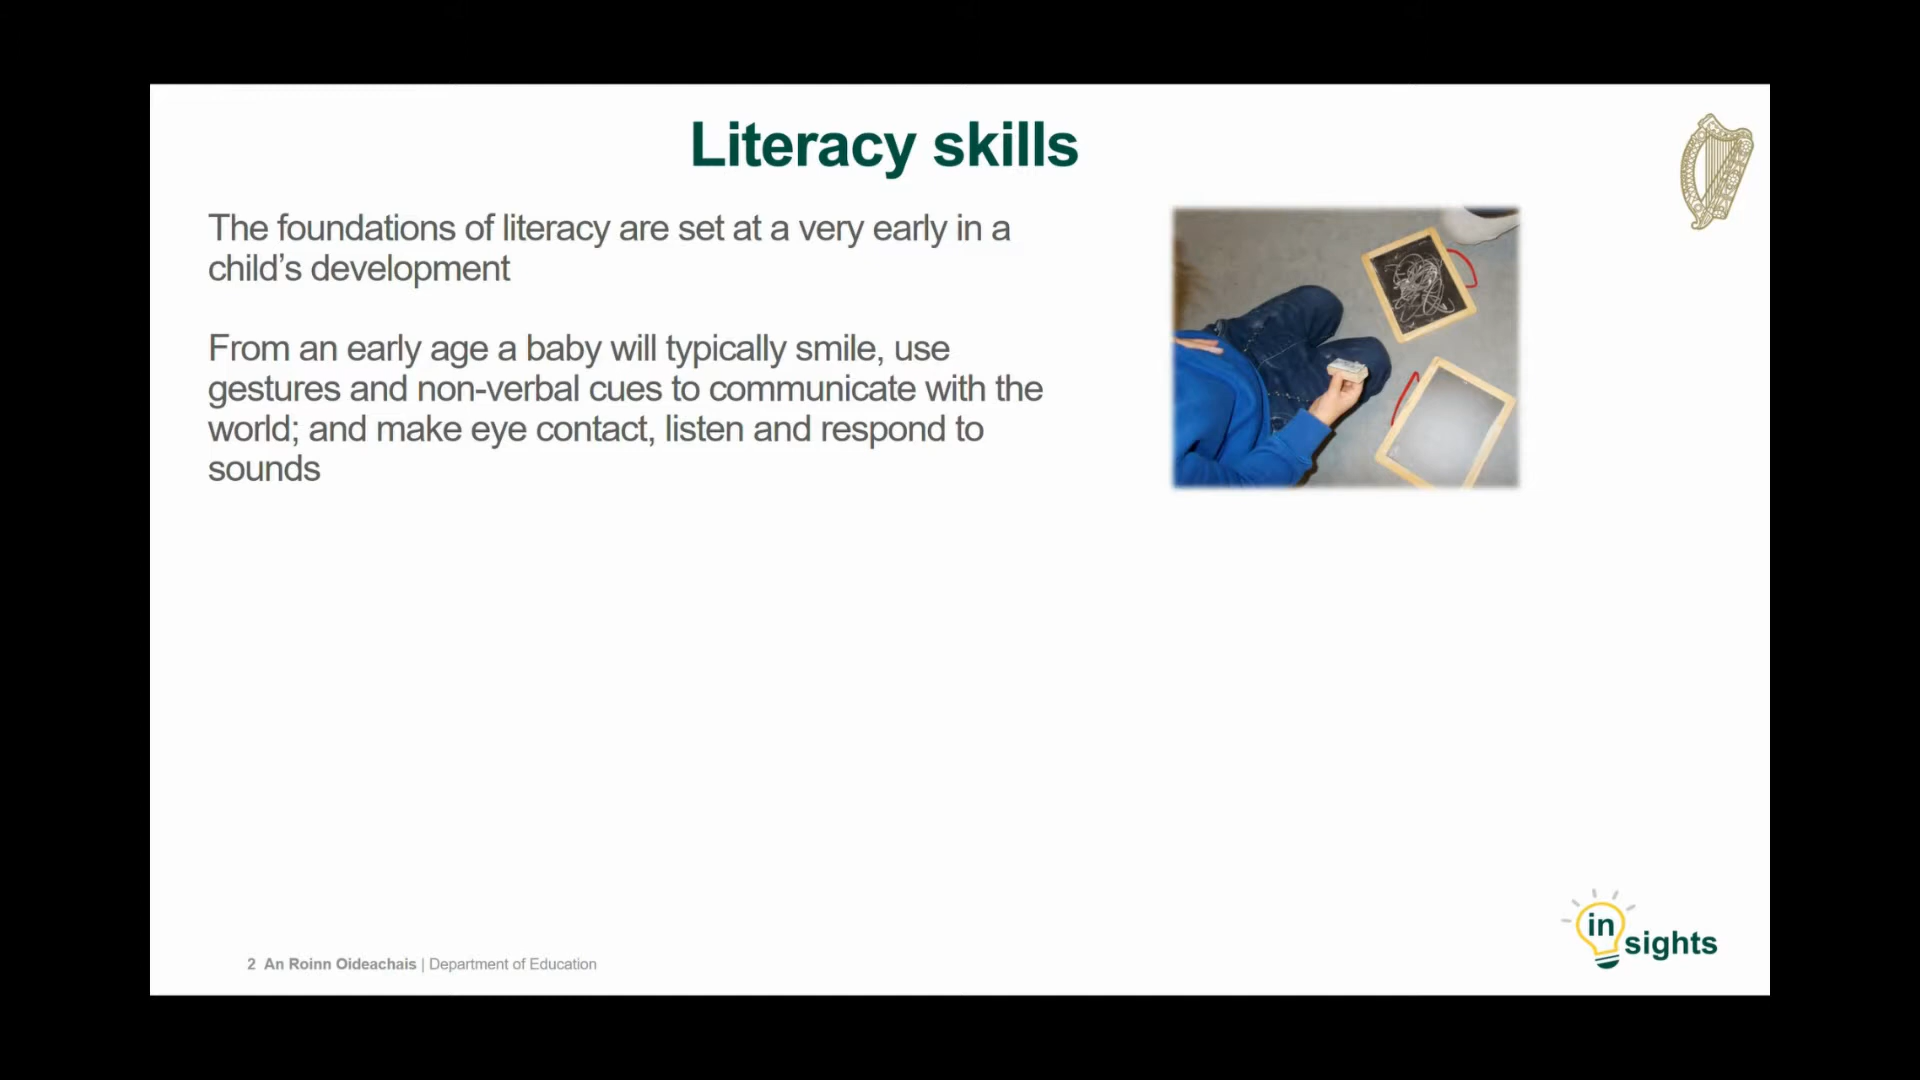 Literacy skills
The foundations of literacy are set at a very early in a
child’s development
From an early age a baby will typically smile, use
gestures and non-verbal cues to communicate with the
world; and make eye contact, listen and respond to
sounds
in
sights
2 An Roinn Oideachais | Department of Education